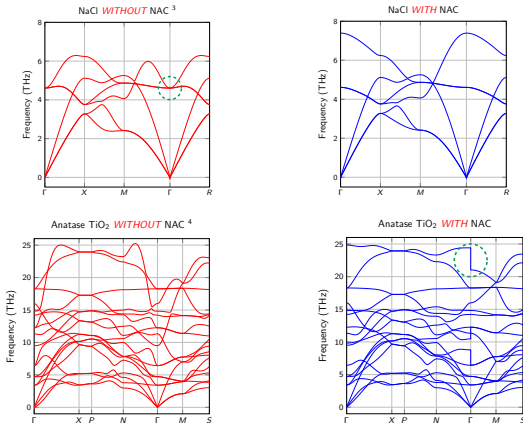 NaCl WITHOUT NAC 3
8
6
4
2
0
Frequency (THz)
Γ X M Γ R
NaCl WITH NAC
8
6
4
2
0
Frequency (THz)
Γ X M Γ R
Anatase TiO2 WITHOUT NAC 4
25
20
15
10
5
0
Frequency (THz)
Γ X P N Γ M S
Anatase TiO2 WITH NAC
25
20
15
10
5
0
Frequency (THz)
Γ X P N Γ M S